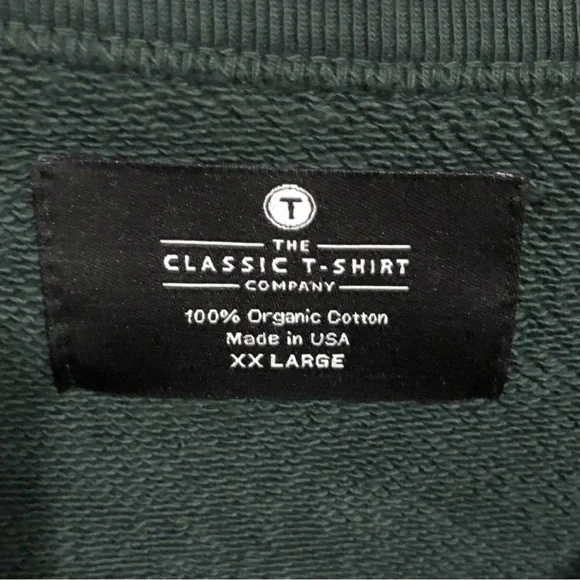 T
THE
CLASSIC T-SHIRT
COMPANY
100% Organic Cotton
Made in USA
XX LARGE